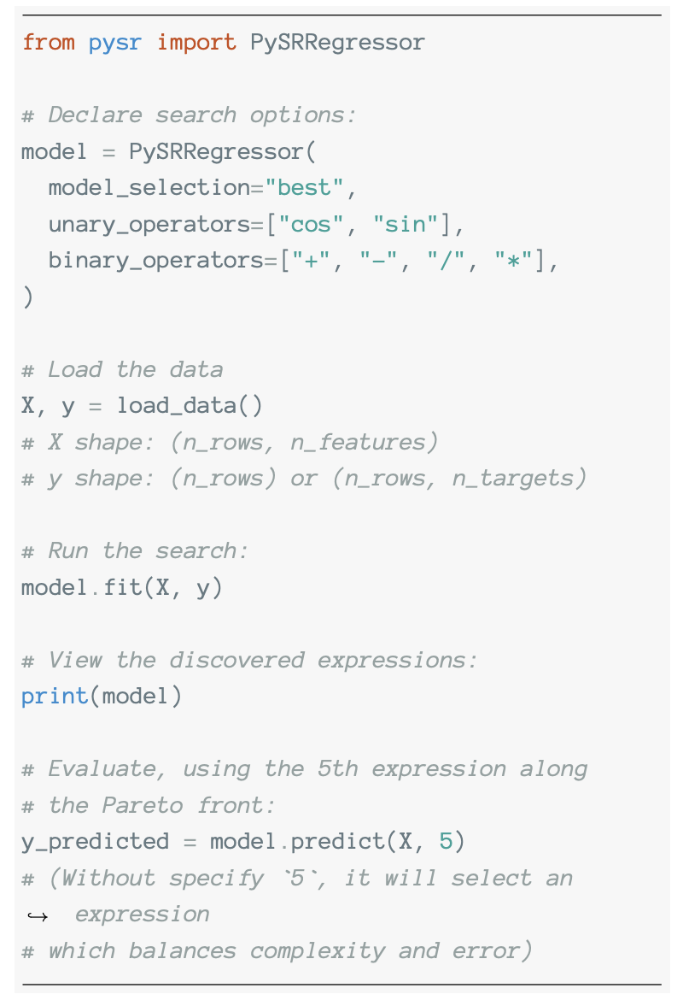 from pysr import PySRRegressor
# Declare search options:
model = PySRRegressor(
  model_selection="best",
  unary_operators=["cos", "sin"],
  binary_operators=["+", "-", "/", "*"],
)
# Load the data
X, y = load_data()
# X shape: (n_rows, n_features)
# y shape: (n_rows) or (n_rows, n_targets)
# Run the search:
model.fit(X, y)
# View the discovered expressions:
print(model)
# Evaluate, using the 5th expression along
# the Pareto front:
y_predicted = model.predict(X, 5)
# (Without specify `5`, it will select an
↪ expression
# which balances complexity and error)